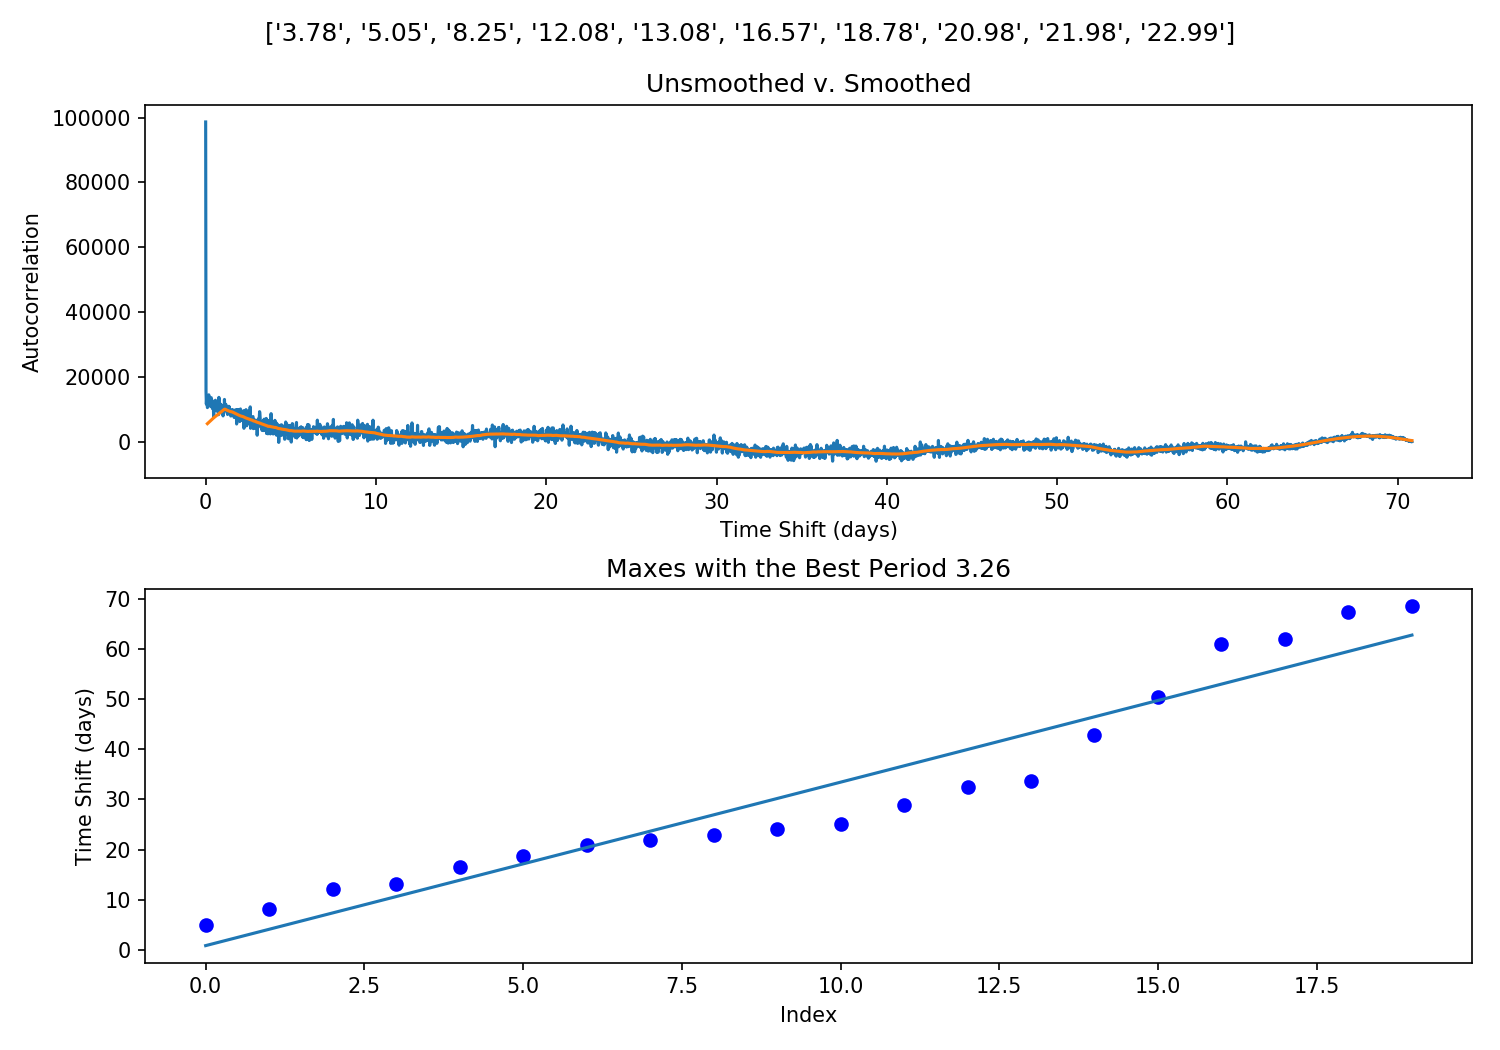 ['3.78', '5.05', '8.25', '12.08', '13.08', '16.57', '18.78', '20.98', '21.98', '22.99']
Unsmoothed v. Smoothed
100000
80000
60000
40000
20000
0
Autocorrelation
0 10 20 30 40 50 60 70
Time Shift (days)
Maxes with the Best Period 3.26
70
60
50
40
30
20
10
0
Time Shift (days)
0.0 2.5 5.0 7.5 10.0 12.5 15.0 17.5
Index